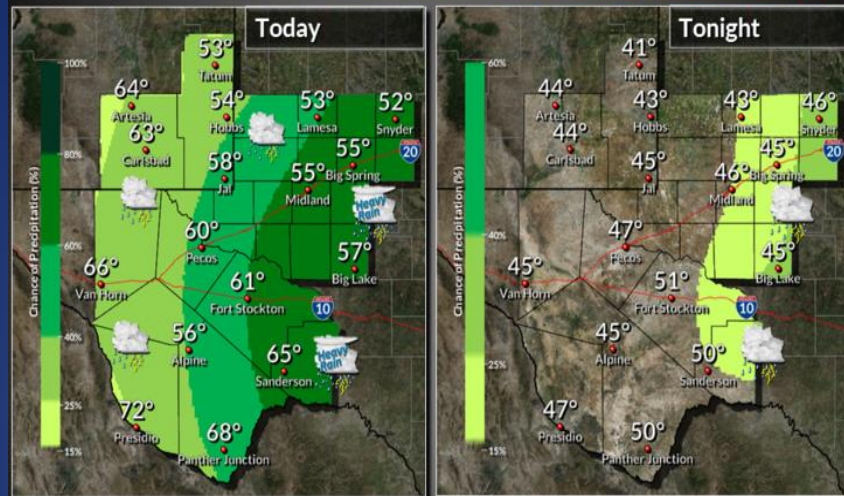 Today
Chance of Precipitation (%)
100%
80%
60%
40%
25%
15%
53°
Tatum
64°
Artesia
54°
Hobbs
53°
Lamesa
52°
Snyder
63°
Carlsbad
58°
Jal
55°
Big Spring
20
55°
Midland
Heavy
Rain
60°
Pecos
57°
Big Lake
66°
Van Horn
61°
Fort Stockton
10
56°
Alpine
65°
Sanderson
Heavy
Rain
72°
Presidio
68°
Panther Junction
Tonight
Chance of Precipitation (%)
60%
40%
25%
15%
41°
Tatum
44°
Artesia
43°
Hobbs
43°
Lamesa
46°
Snyder
44°
Carlsbad
45°
Jal
45°
Big Spring
20
46°
Midland
47°
Pecos
45°
Big Lake
45°
Van Horn
51°
Fort Stockton
10
45°
Alpine
50°
Sanderson
47°
Presidio
50°
Panther Junction